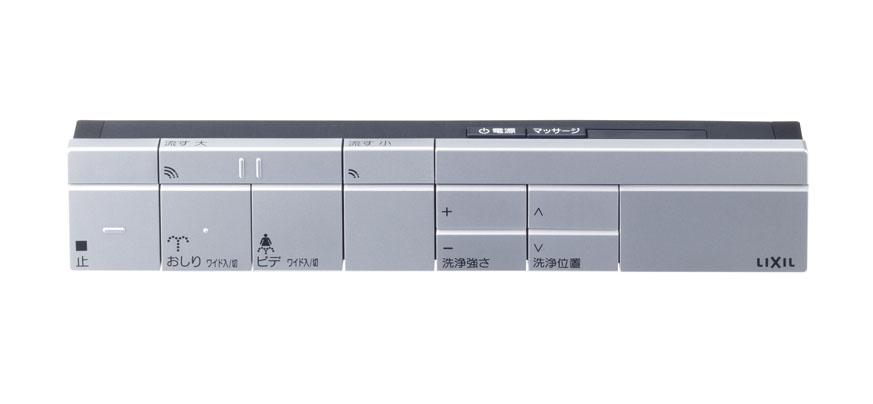 電源
マッサージ
流す 大
流す 小
+
∧
−
∨
止
おしり ワイド入/切
ビデ ワイド入/切
洗浄強さ
洗浄位置
LIXIL